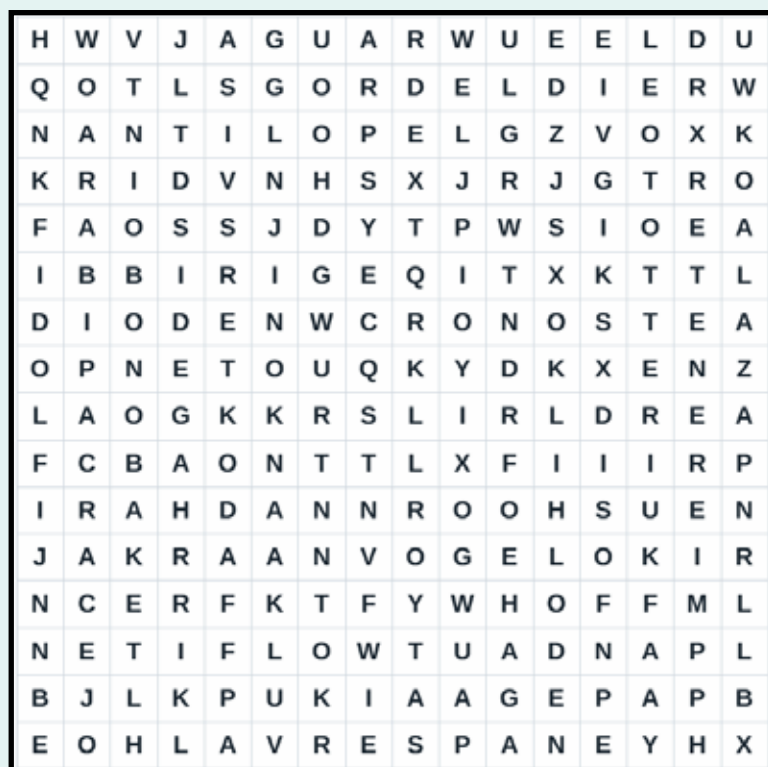 H W V J A G U A R W U E E L D U
Q O T L S G O R D E L D I E R W
N A N T I L O P E L G Z V O X K
K R I D V N H S X J R J G T R O
F A O S S J D Y T P W S I O E A
I B B I R I G E Q I T X K T T L
D I O D E N W C R O N O S T E A
O P N E T O U Q K Y D K X E N Z
L A O G K K R S L I R L D R E A
F C B A O N T T L X F I I I R P
I R A H D A N N R O O H S U E N
J A K R A A N V O G E L O K I R
N C E R F K T F Y W H O F F M L
N E T I F L O W T U A D N A P L
B J L K P U K I A A G E P A P B
E O H L A V R E S P A N E Y H X